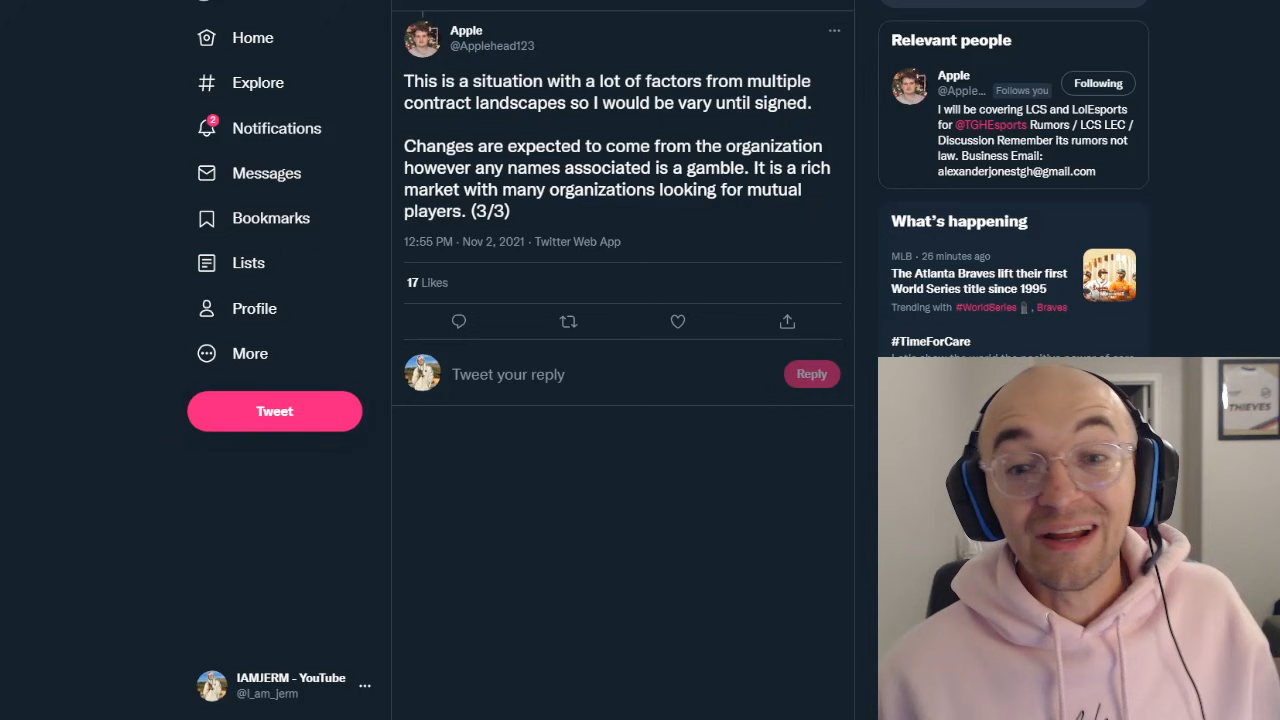 Home
Explore
2
Notifications
Messages
Bookmarks
Lists
Profile
More
Tweet
IAMJERM - YouTube
@I_am_jerm
Apple
@Applehead123
This is a situation with a lot of factors from multiple
contract landscapes so I would be vary until signed.
Changes are expected to come from the organization
however any names associated is a gamble. It is a rich
market with many organizations looking for mutual
players. (3/3)
12:55 PM · Nov 2, 2021 · Twitter Web App
17 Likes
Tweet your reply
Reply
Relevant people
Apple
@Apple... Follows you
Following
I will be covering LCS and LolEsports
for @TGHEsports Rumors / LCS LEC /
Discussion Remember its rumors not
law. Business Email:
alexanderjonestgh@gmail.com
What's happening
MLB · 26 minutes ago
The Atlanta Braves lift their first
World Series title since 1995
Trending with #WorldSeries, Braves
#TimeForCare
THIEVES